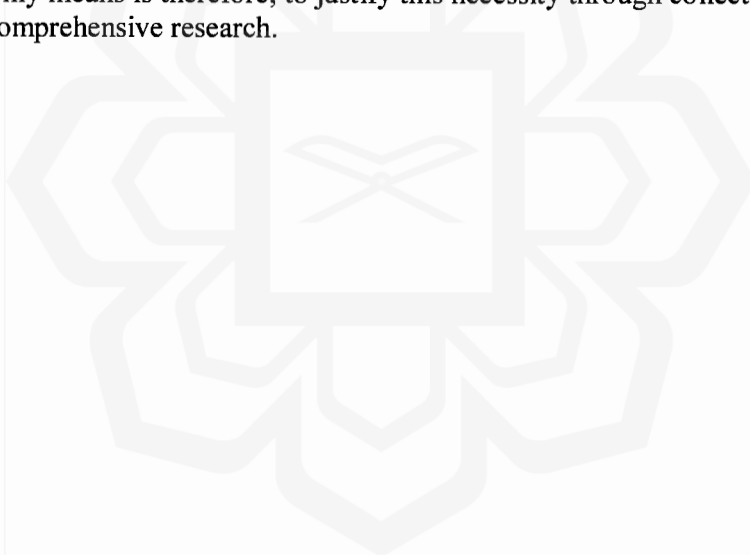 my means is therefore, to justify this necessity through
omprehensive research.